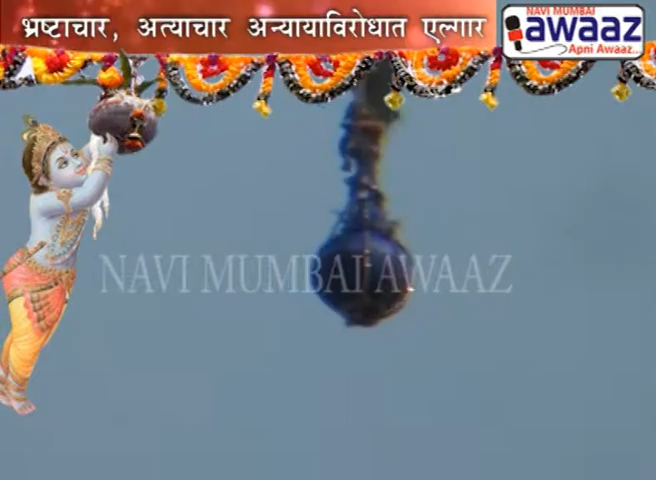 भ्रष्टाचार, अत्याचार अन्यायाविरोधात एल्गार
NAVI MUMBAI
awaaz
Apni Awaaz...
NAVI MUMBAI AWAAZ